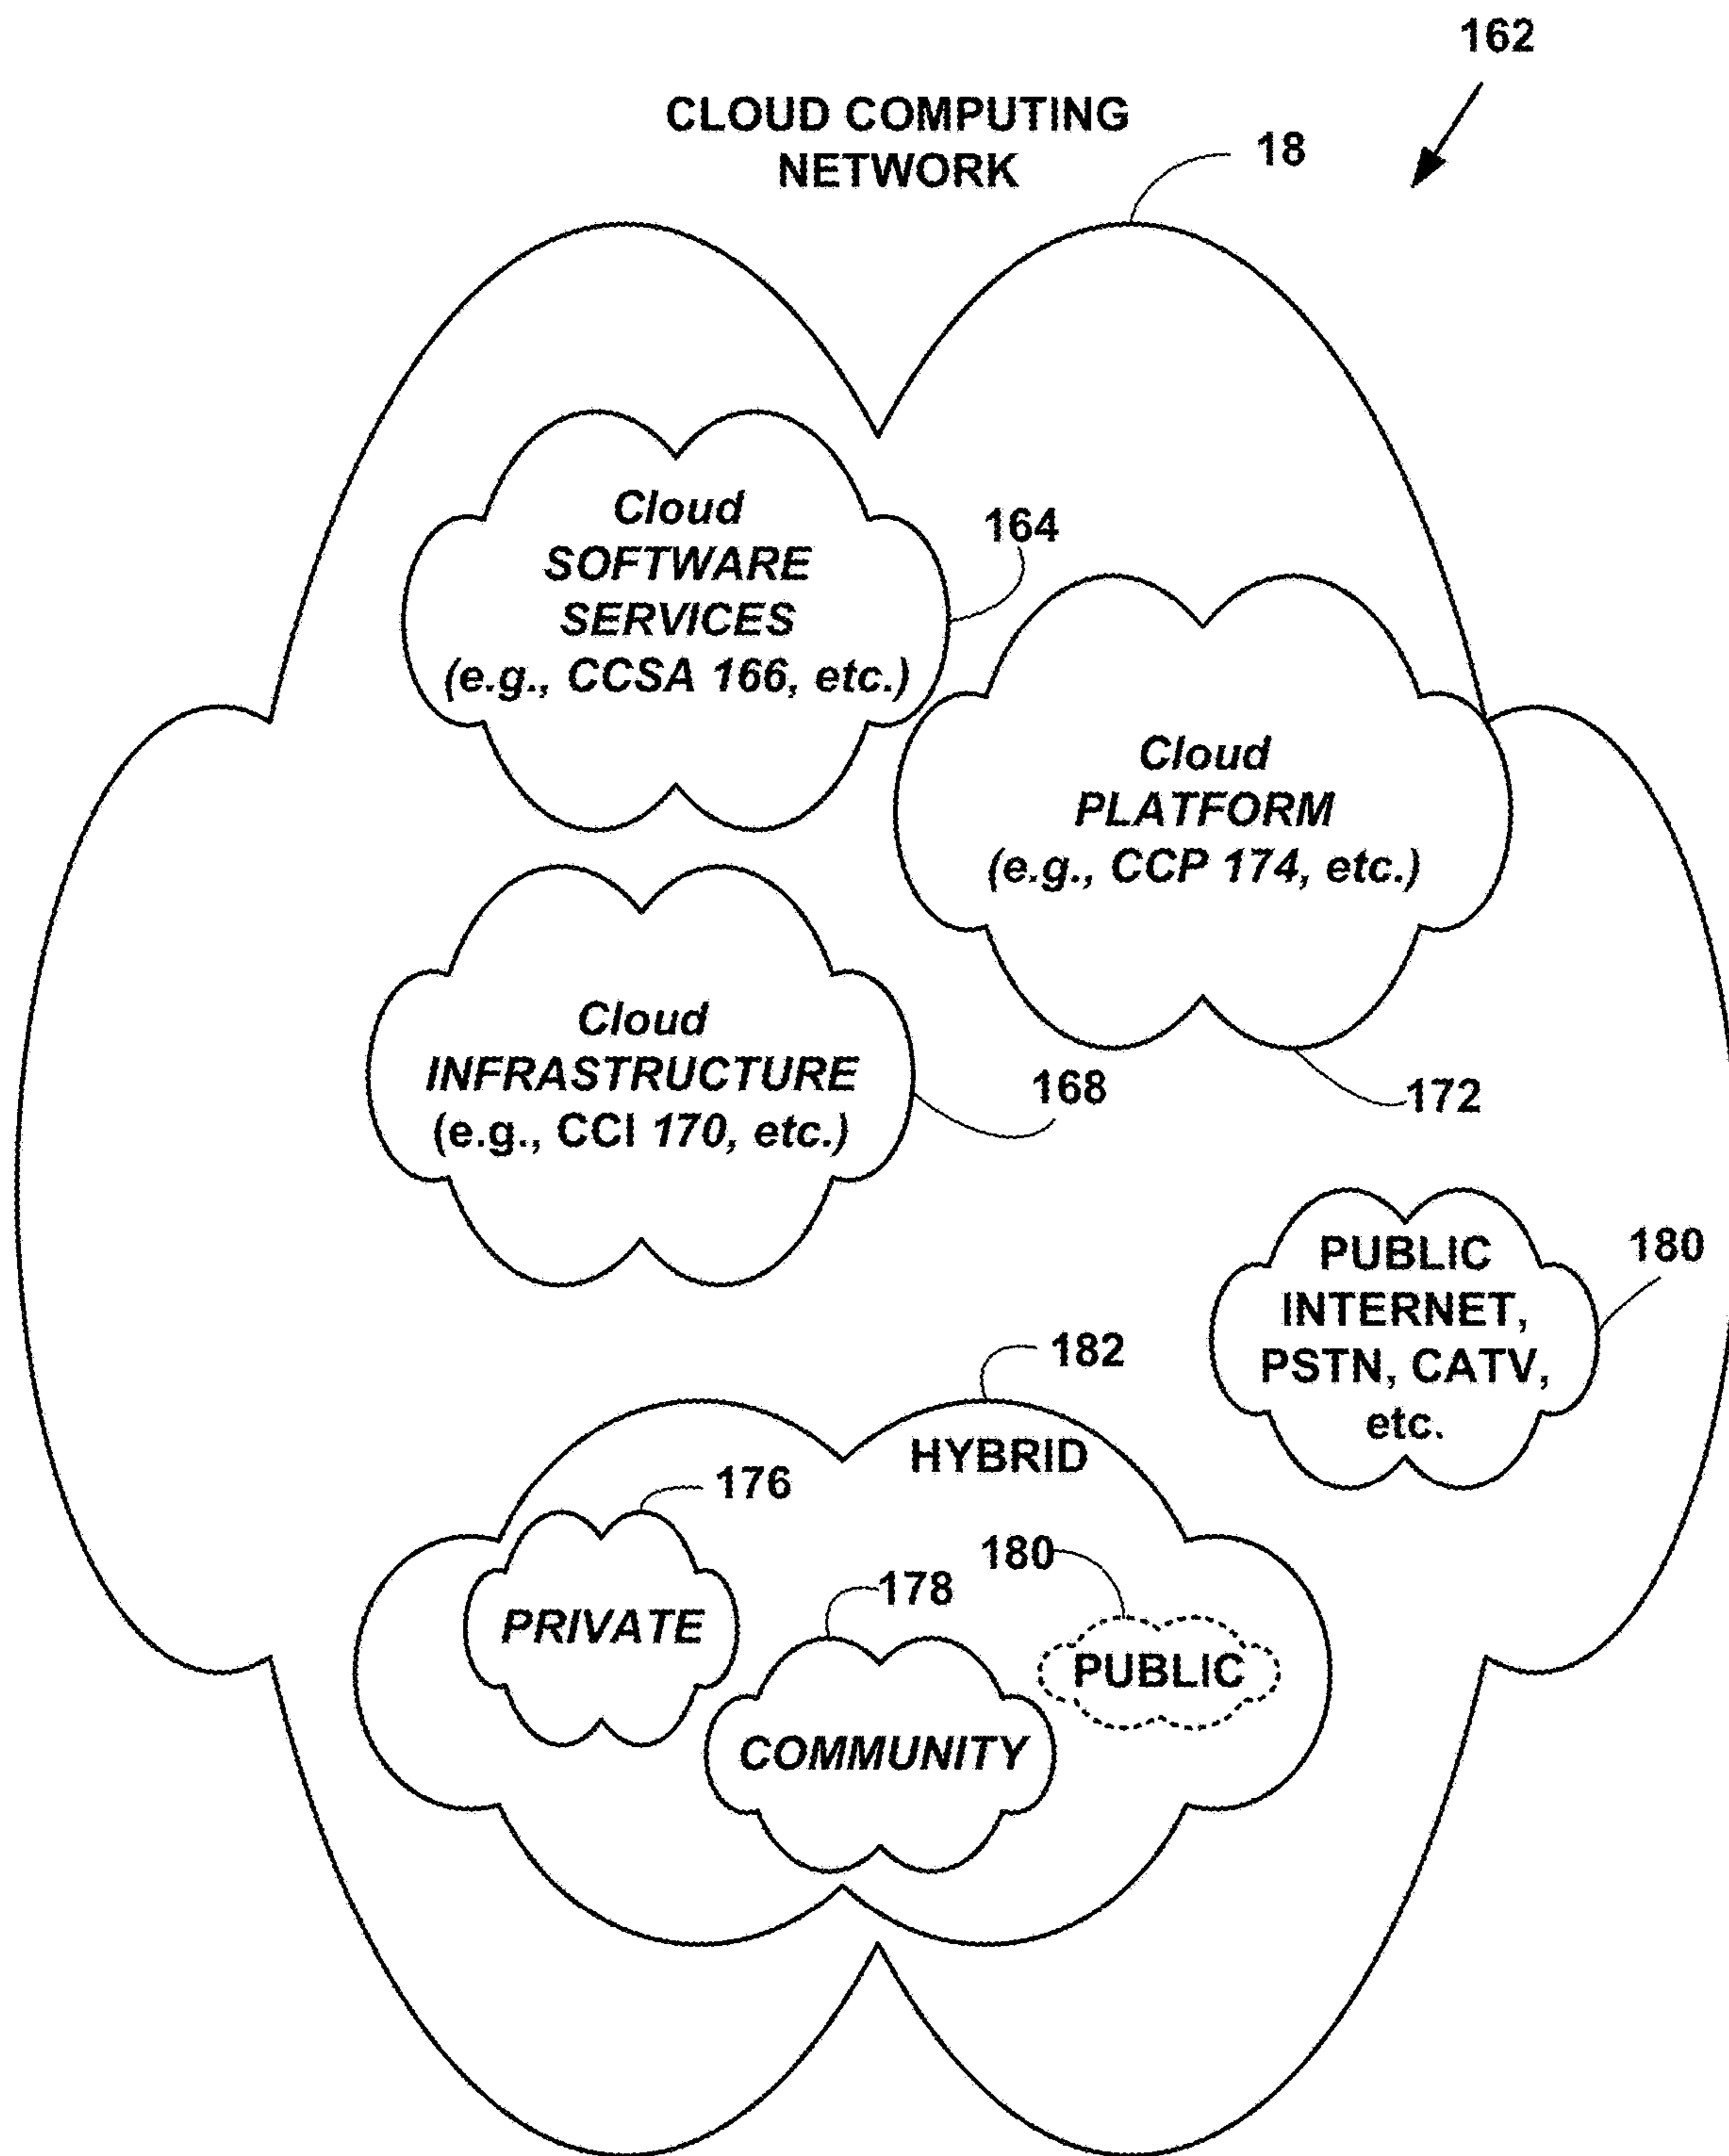 162
CLOUD COMPUTING
NETWORK
18
Cloud
SOFTWARE
SERVICES
(e.g., CCSA 166, etc.)
164
Cloud
PLATFORM
(e.g., CCP 174, etc.)
172
Cloud
INFRASTRUCTURE
(e.g., CCI 170, etc.)
168
PUBLIC
INTERNET,
PSTN, CATV,
etc.
180
182
HYBRID
176
PRIVATE
178
COMMUNITY
180
PUBLIC